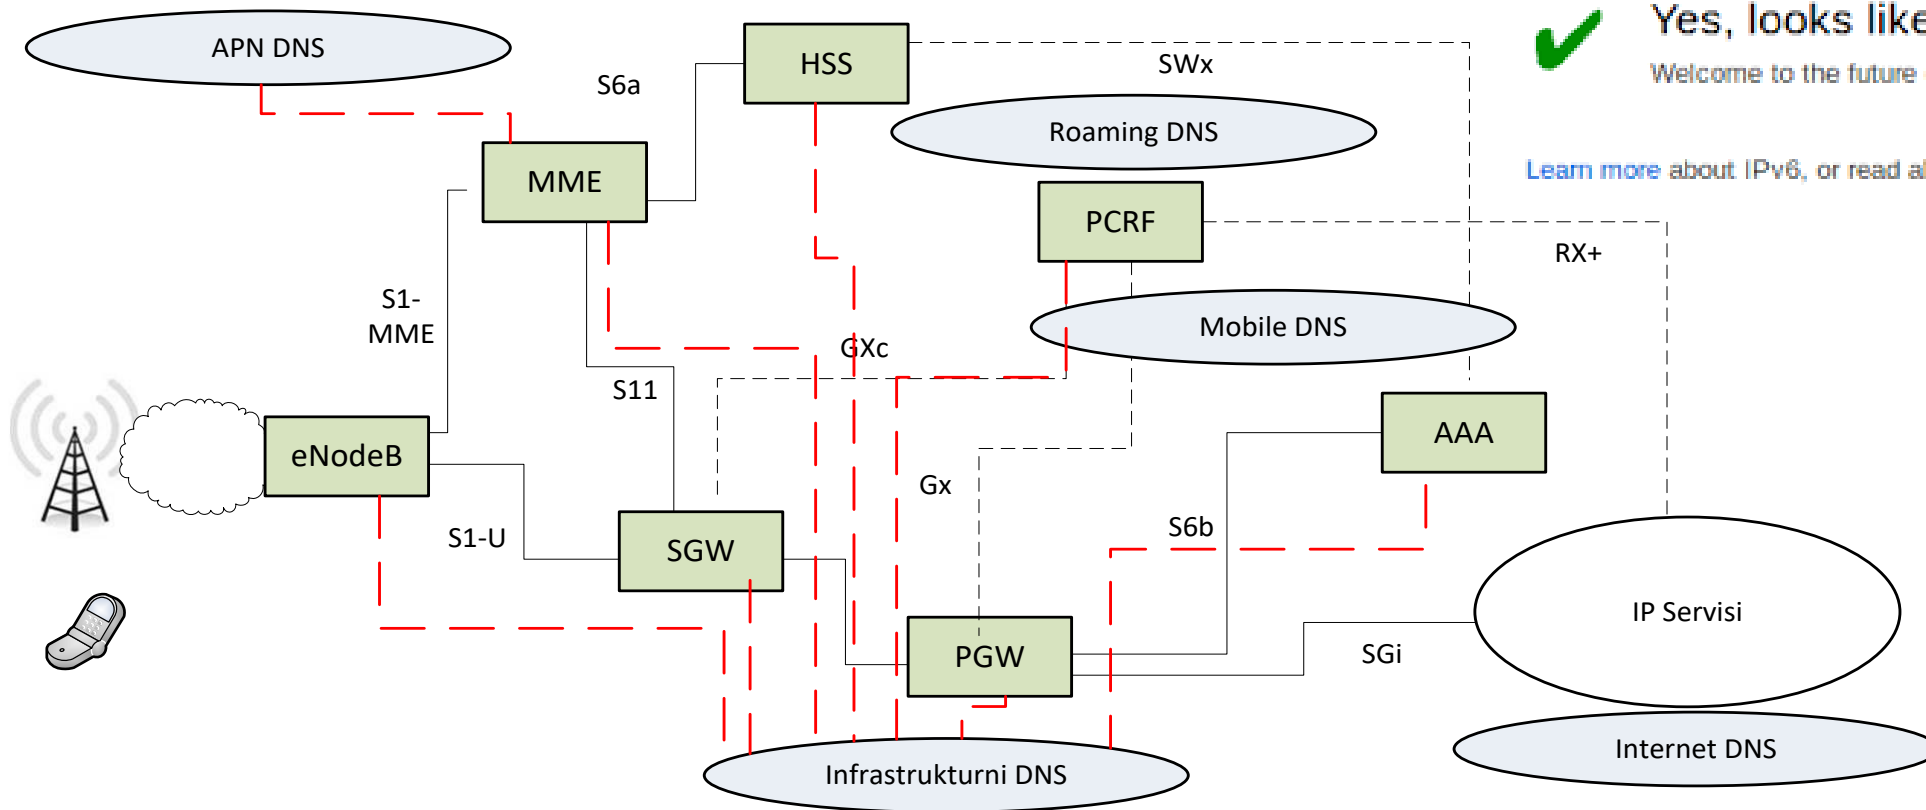 APN DNS
HSS
SWx
Yes, looks like
Welcome to the future
S6a
Roaming DNS
MME
Learn more about IPv6, or read
PCRF
RX+
S1-
MME
Mobile DNS
GXc
S11
AAA
eNodeB
Gx
S6b
S1-U
SGW
IP Servisi
PGW
SGi
Internet DNS
Infrastrukturni DNS